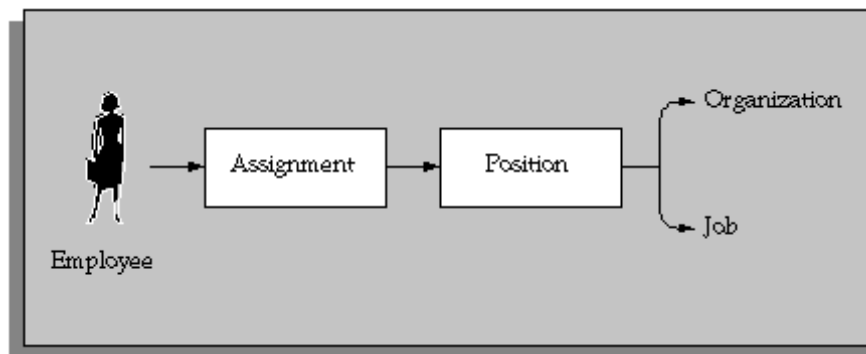 Organization
Assignment
Position
Job
Employee